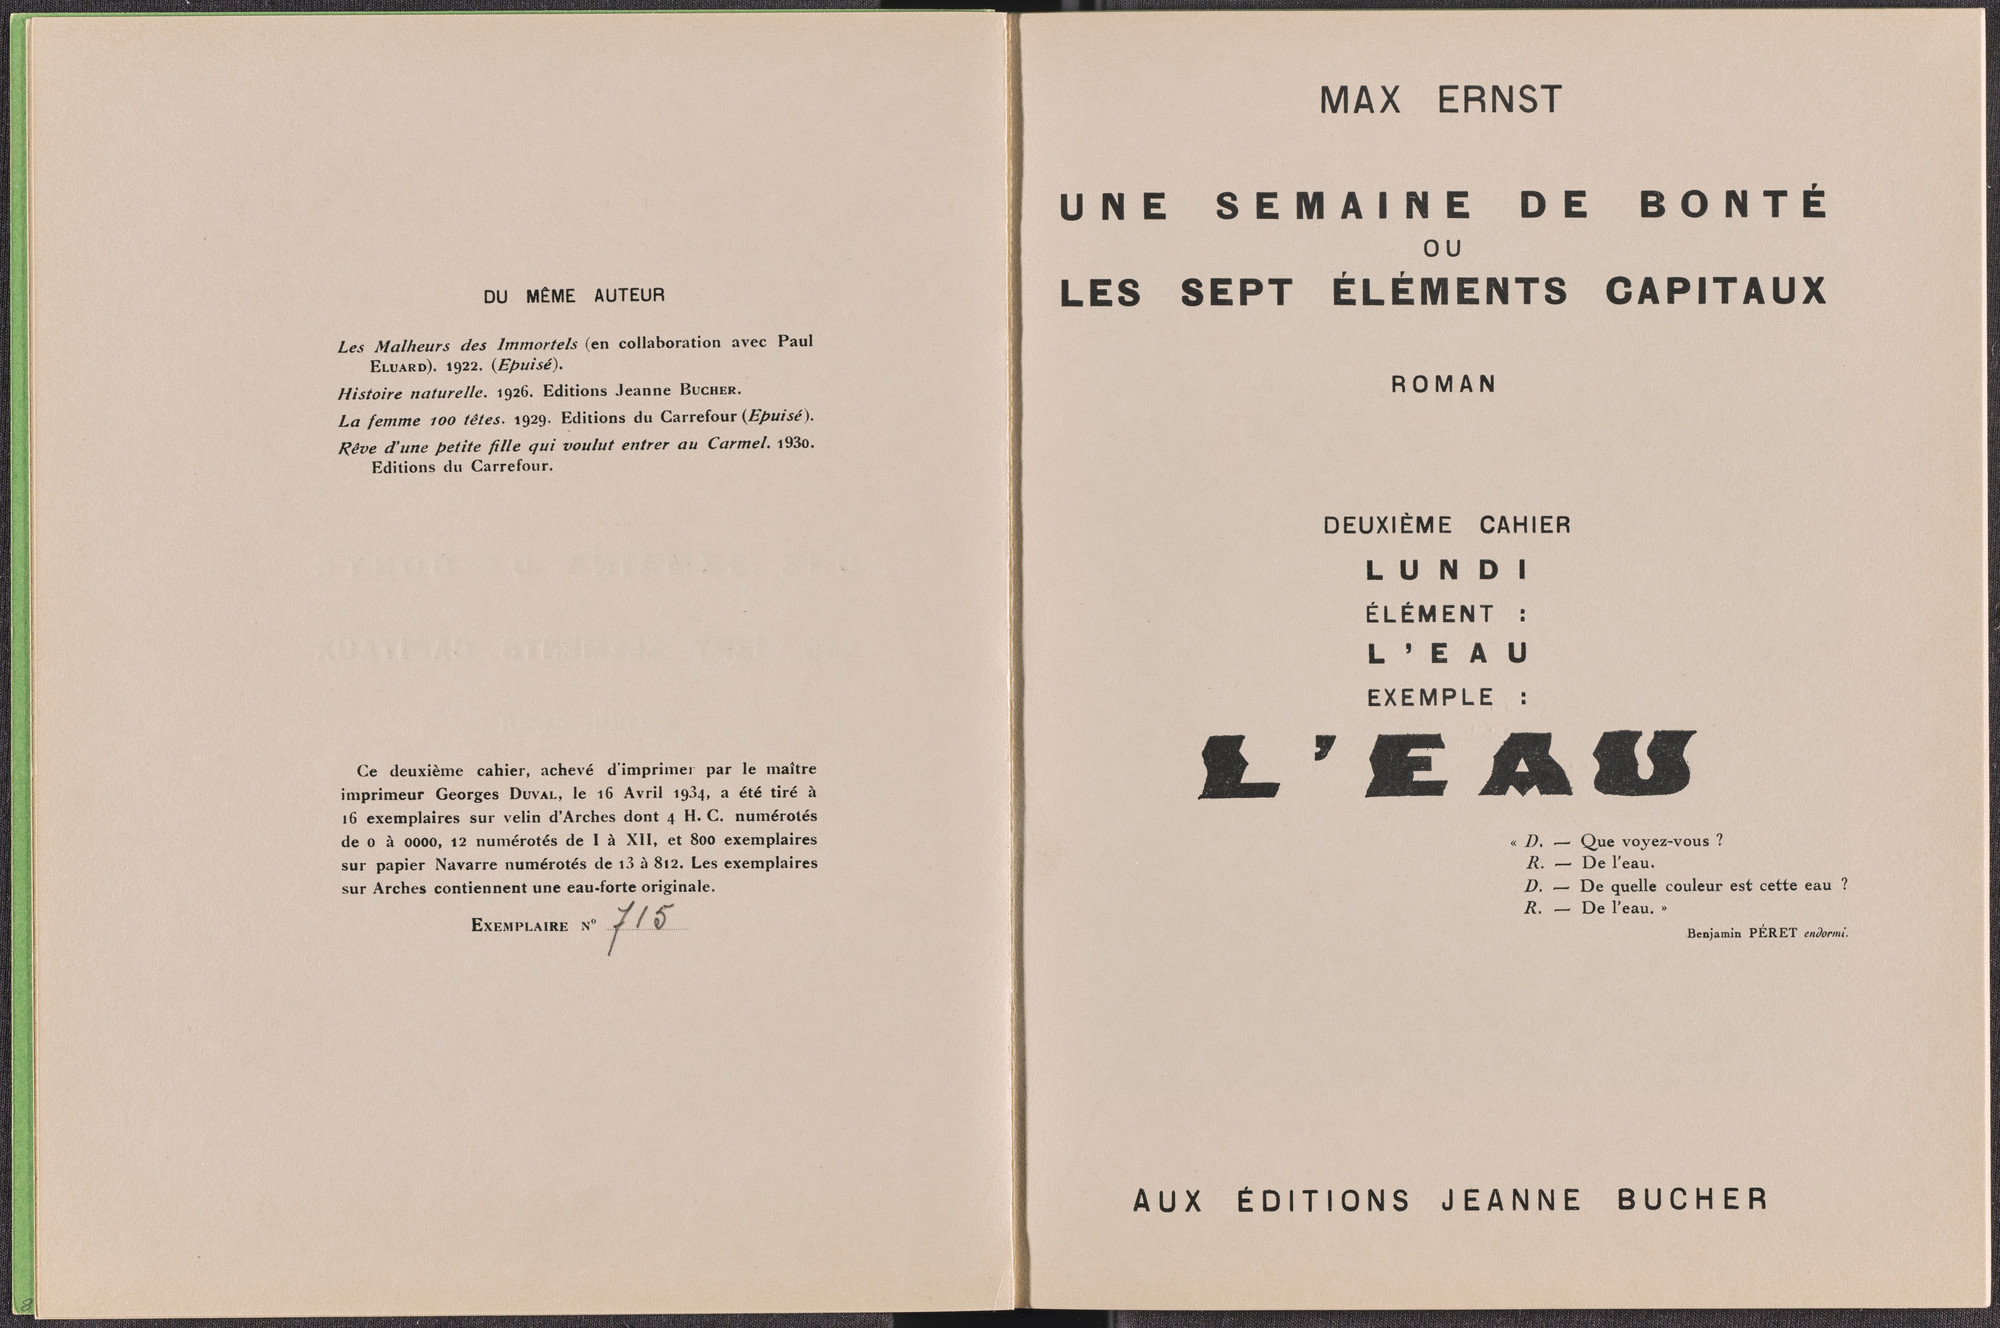 DU MÊME AUTEUR
Les Malheurs des Immortels (en collaboration avec Paul
ELUARD). 1922. (Epuisé).
Histoire naturelle. 1926. Editions Jeanne BUCHER.
La femme 100 têtes. 1929. Editions du Carrefour (Epuisé).
Rêve d'une petite fille qui voulut entrer au Carmel. 1930.
Editions du Carrefour.
Ce deuxième cahier, achevé d'imprimer par le maître
imprimeur Georges DUVAL, le 16 Avril 1934, a été tiré à
16 exemplaires sur velin d'Arches dont 4 H. C. numérotés
de 0 à 0000, 12 numérotés de I à XII, et 800 exemplaires
sur papier Navarre numérotés de 13 à 812. Les exemplaires
sur Arches contiennent une eau-forte originale.
EXEMPLAIRE N° 715
8
MAX ERNST
UNE SEMAINE DE BONTÉ
OU
LES SEPT ÉLÉMENTS CAPITAUX
ROMAN
DEUXIÈME CAHIER
LUNDI
ÉLÉMENT :
L'EAU
EXEMPLE :
L'EAU
« D. — Que voyez-vous ?
R. — De l'eau.
D. — De quelle couleur est cette eau ?
R. — De l'eau. »
Benjamin PÉRET endormi.
AUX ÉDITIONS JEANNE BUCHER